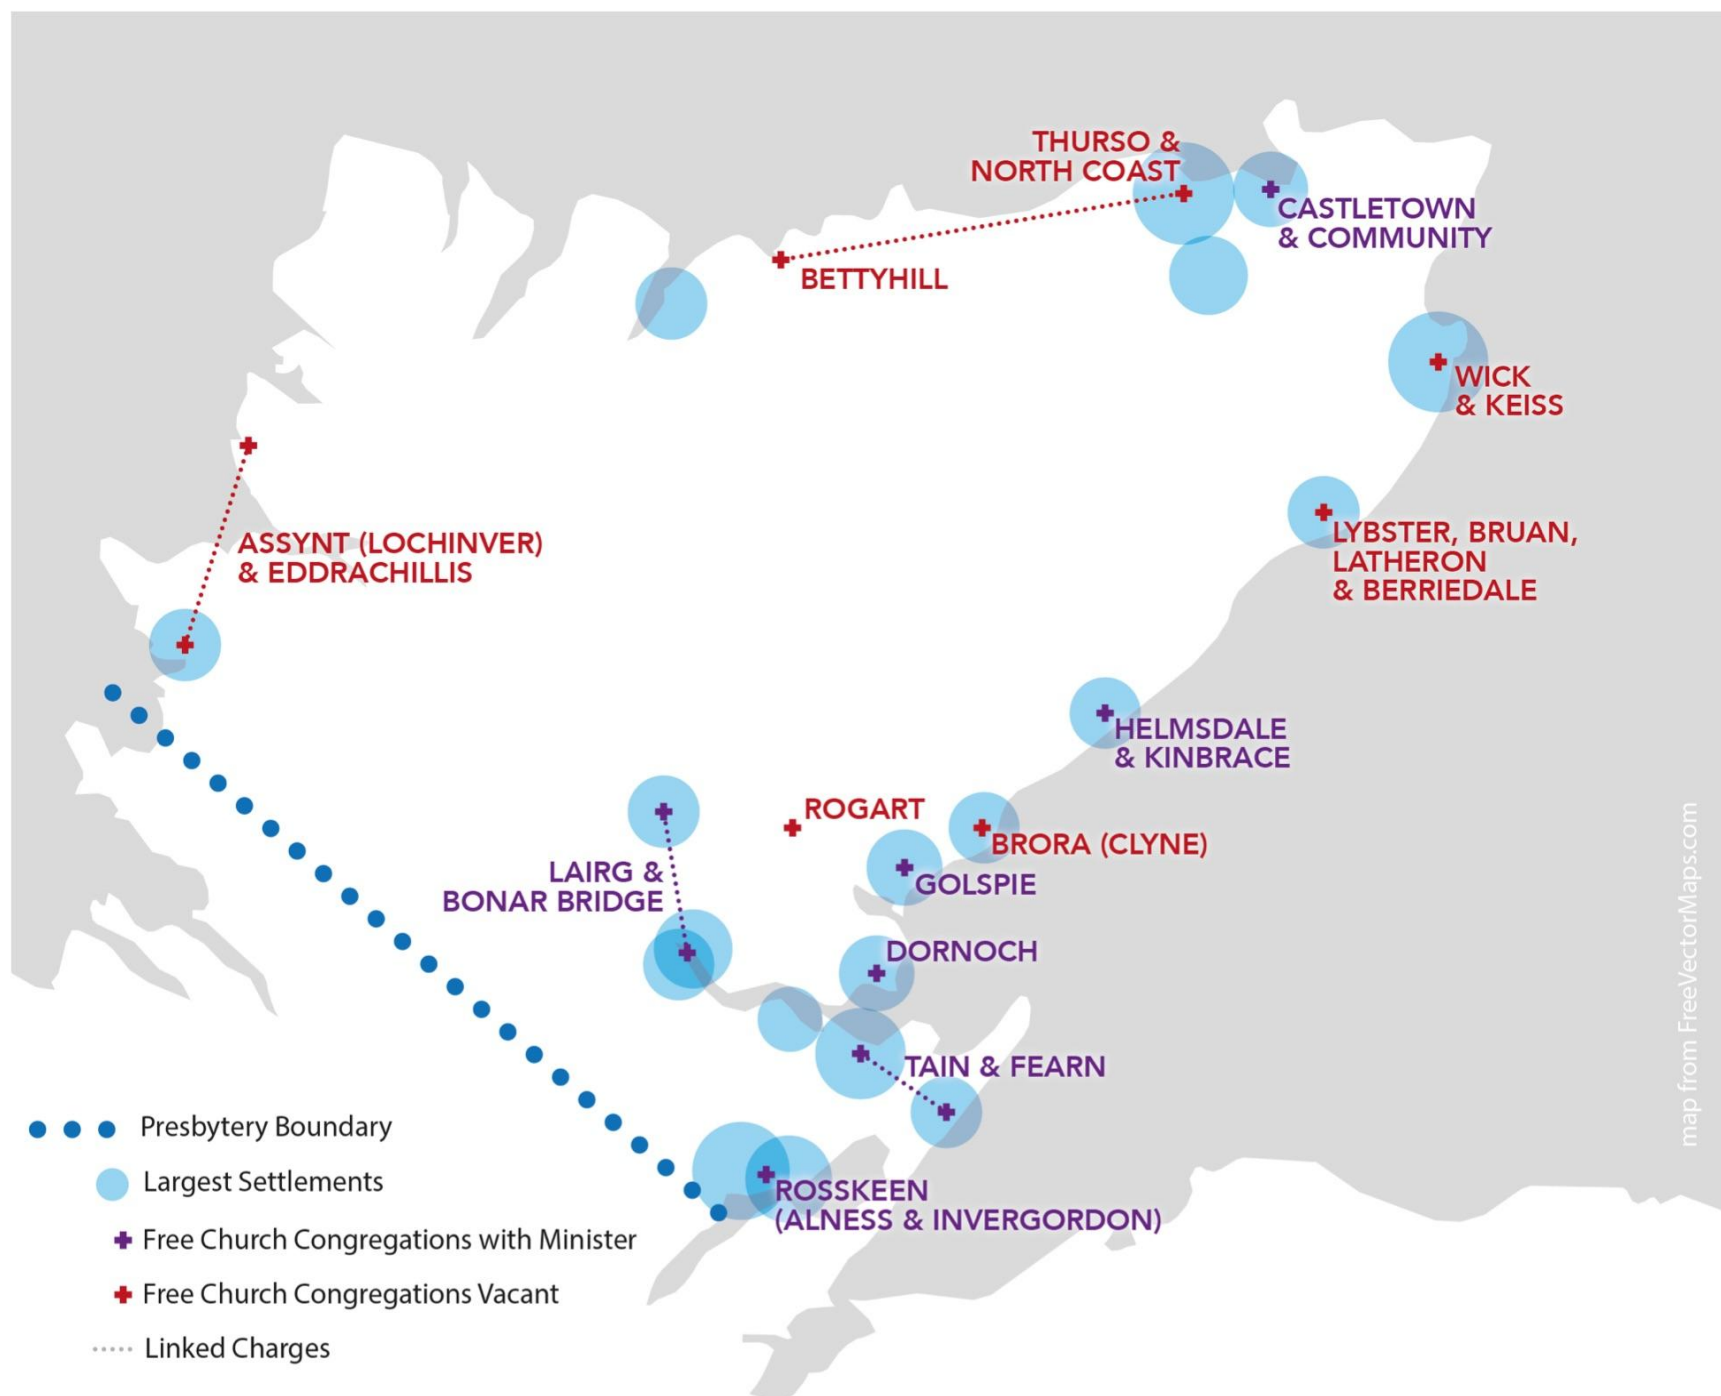 THURSO &
NORTH COAST
CASTLETOWN
& COMMUNITY
BETTYHILL
WICK
& KEISS
ASSYNT (LOCHINVER)
& EDDRACHILLIS
LYBSTER, BRUAN,
LATHERON
& BERRIEDALE
HELMSDALE
& KINBRACE
ROGART
BRORA (CLYNE)
LAIRG &
BONAR BRIDGE
GOLSPIE
DORNOCH
TAIN & FEARN
ROSSKEEN
(ALNESS & INVERGORDON)
Presbytery Boundary
Largest Settlements
Free Church Congregations with Minister
Free Church Congregations Vacant
Linked Charges
map from FreeVectorMaps.com